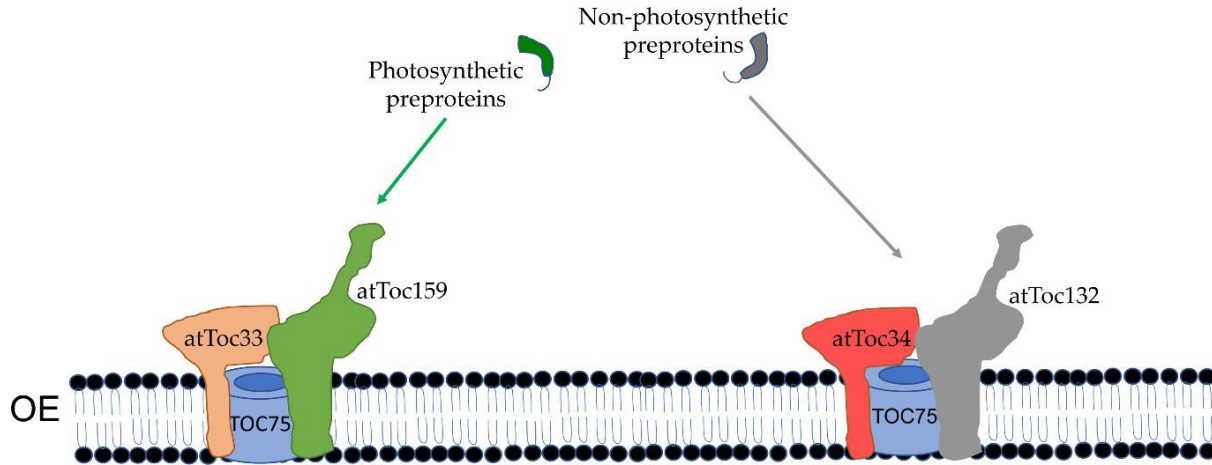 Non-photosynthetic
preproteins
Photosynthetic
preproteins
atToc159
atToc132
atToc33
atToc34
OE
TOC75
TOC75